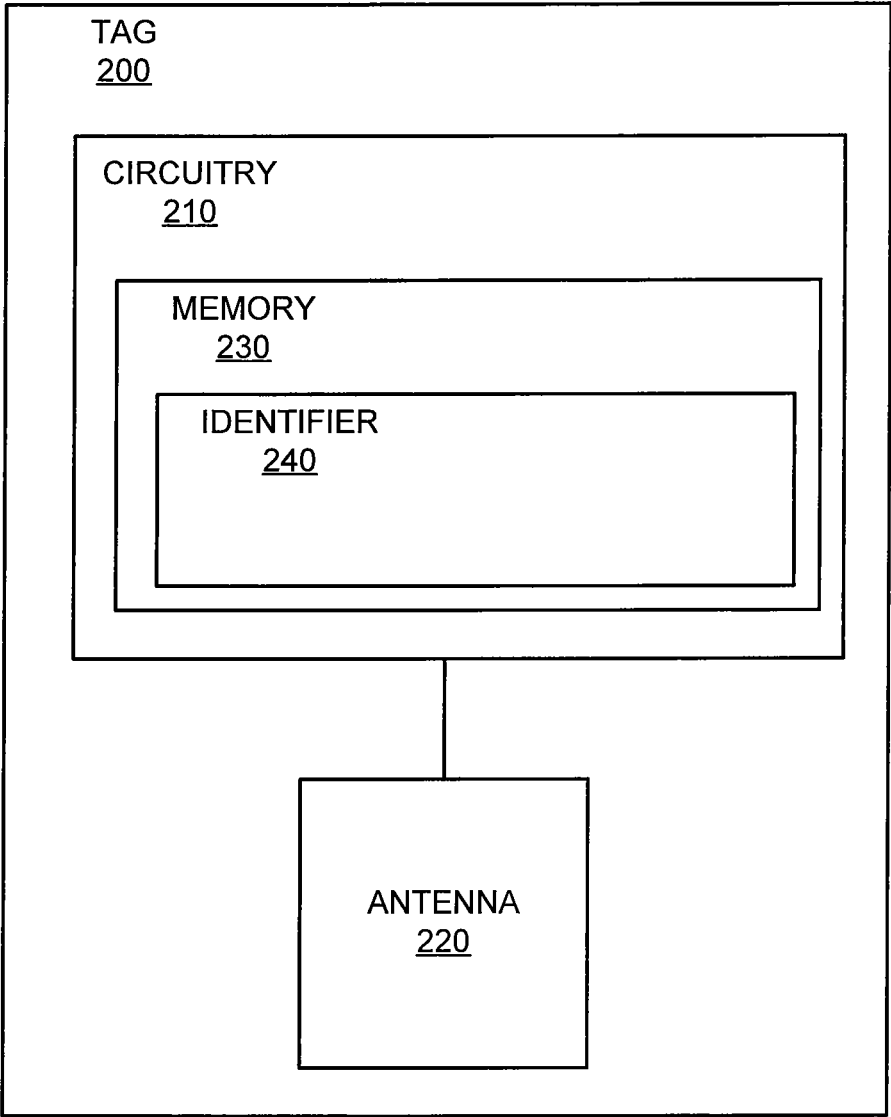 TAG
200
CIRCUITRY
210
MEMORY
230
IDENTIFIER
240
ANTENNA
220